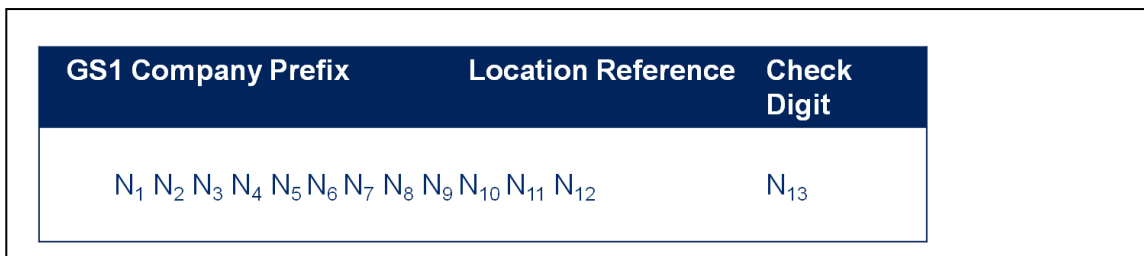 GS1 Company Prefix Location Reference Check
Digit
N₁ N₂ N₃ N₄ N₅ N₆ N₇ N₈ N₉ N₁₀ N₁₁ N₁₂ N₁₃